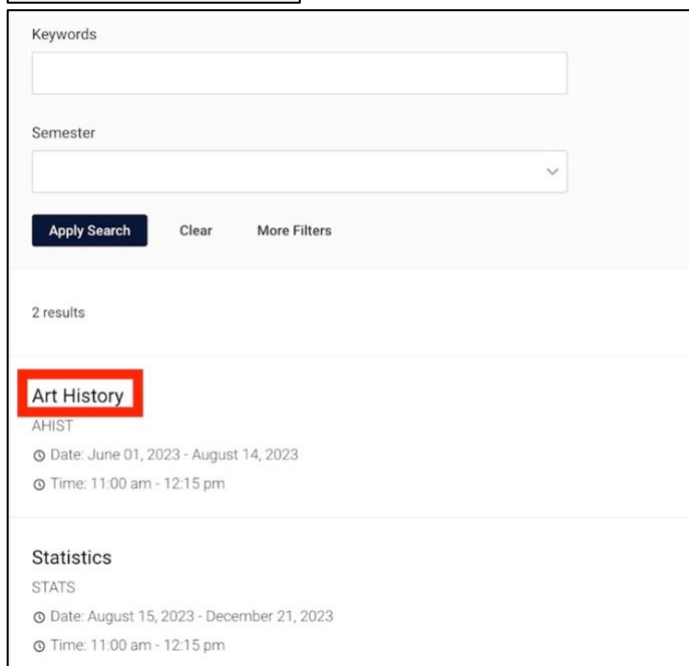 Keywords
Semester
Apply Search Clear More Filters
2 results
Art History
AHIST
Date: June 01, 2023 - August 14, 2023
Time: 11:00 am - 12:15 pm
Statistics
STATS
Date: August 15, 2023 - December 21, 2023
Time: 11:00 am - 12:15 pm